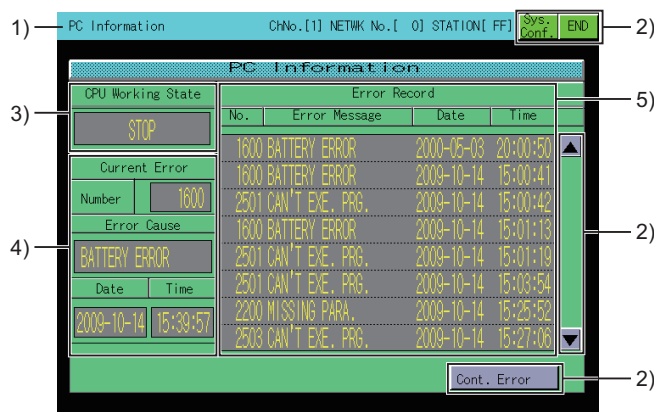 1) PC Information ChNo.[1] NETWK No.[ 0] STATION[ FF] Sys. Conf. END 2)
PC Information
CPU Working State
3)
STOP
Error Record 5)
No. Error Message Date Time
1600 BATTERY ERROR 2000-05-03 20:00:50
1600 BATTERY ERROR 2009-10-14 15:00:41
2501 CAN'T EXE. PRG. 2009-10-14 15:00:42
1600 BATTERY ERROR 2009-10-14 15:01:13
2501 CAN'T EXE. PRG. 2009-10-14 15:01:19
2501 CAN'T EXE. PRG. 2009-10-14 15:03:54
2200 MISSING PARA. 2009-10-14 15:25:52
2503 CAN'T EXE. PRG. 2009-10-14 15:27:06
2)
Current Error
Number 1600
Error Cause
4)
BATTERY ERROR
Date Time
2009-10-14 15:39:57
Cont. Error 2)